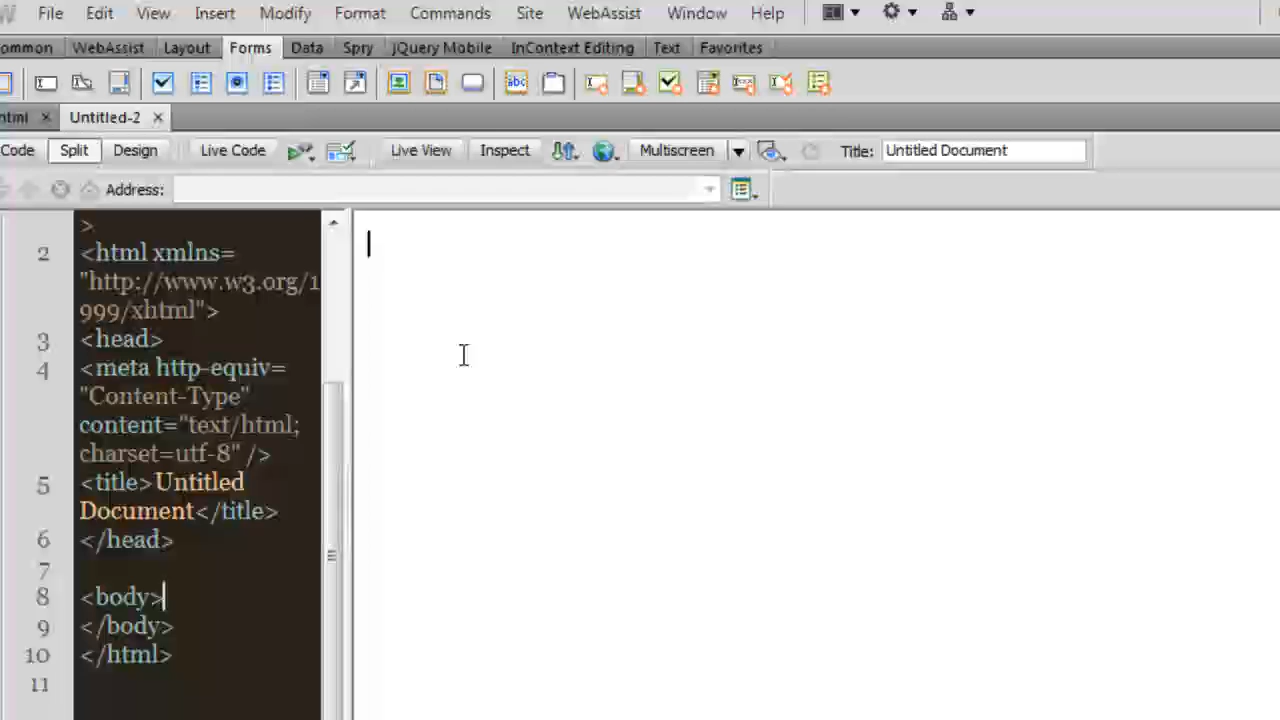 File Edit View Insert Modify Format Commands Site WebAssist Window Help
ommon WebAssist Layout Forms Data Spry jQuery Mobile InContext Editing Text Favorites
abc
html Untitled-2
Code Split Design Live Code Live View Inspect Multiscreen Title: Untitled Document
Address:
>
2 <html xmlns=
"http://www.w3.org/1
999/xhtml">
3 <head>
4 <meta http-equiv=
"Content-Type"
content="text/html;
charset=utf-8" />
5 <title>Untitled
Document</title>
6 </head>
7
8 <body>
9 </body>
10 </html>
11